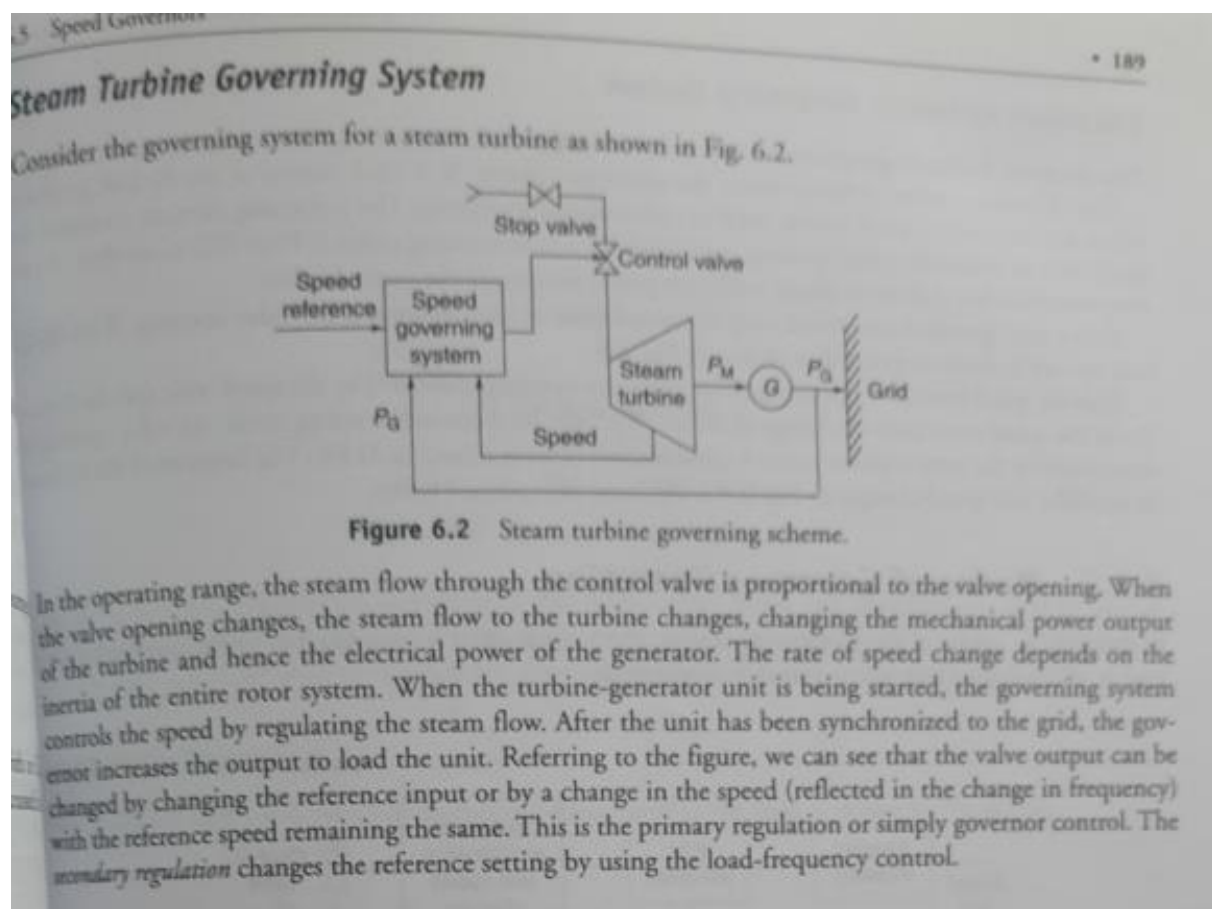 .5 Speed Governors
• 189
Steam Turbine Governing System
Consider the governing system for a steam turbine as shown in Fig. 6.2.
Stop valve
Control valve
Speed
reference
Speed
governing
system
Steam
turbine
P_M
G
P_G
Grid
P_G
Speed
Figure 6.2 Steam turbine governing scheme.
In the operating range, the steam flow through the control valve is proportional to the valve opening. When
the valve opening changes, the steam flow to the turbine changes, changing the mechanical power output
of the turbine and hence the electrical power of the generator. The rate of speed change depends on the
inertia of the entire rotor system. When the turbine-generator unit is being started, the governing system
controls the speed by regulating the steam flow. After the unit has been synchronized to the grid, the gov-
ernor increases the output to load the unit. Referring to the figure, we can see that the valve output can be
changed by changing the reference input or by a change in the speed (reflected in the change in frequency)
with the reference speed remaining the same. This is the primary regulation or simply governor control. The
secondary regulation changes the reference setting by using the load-frequency control.